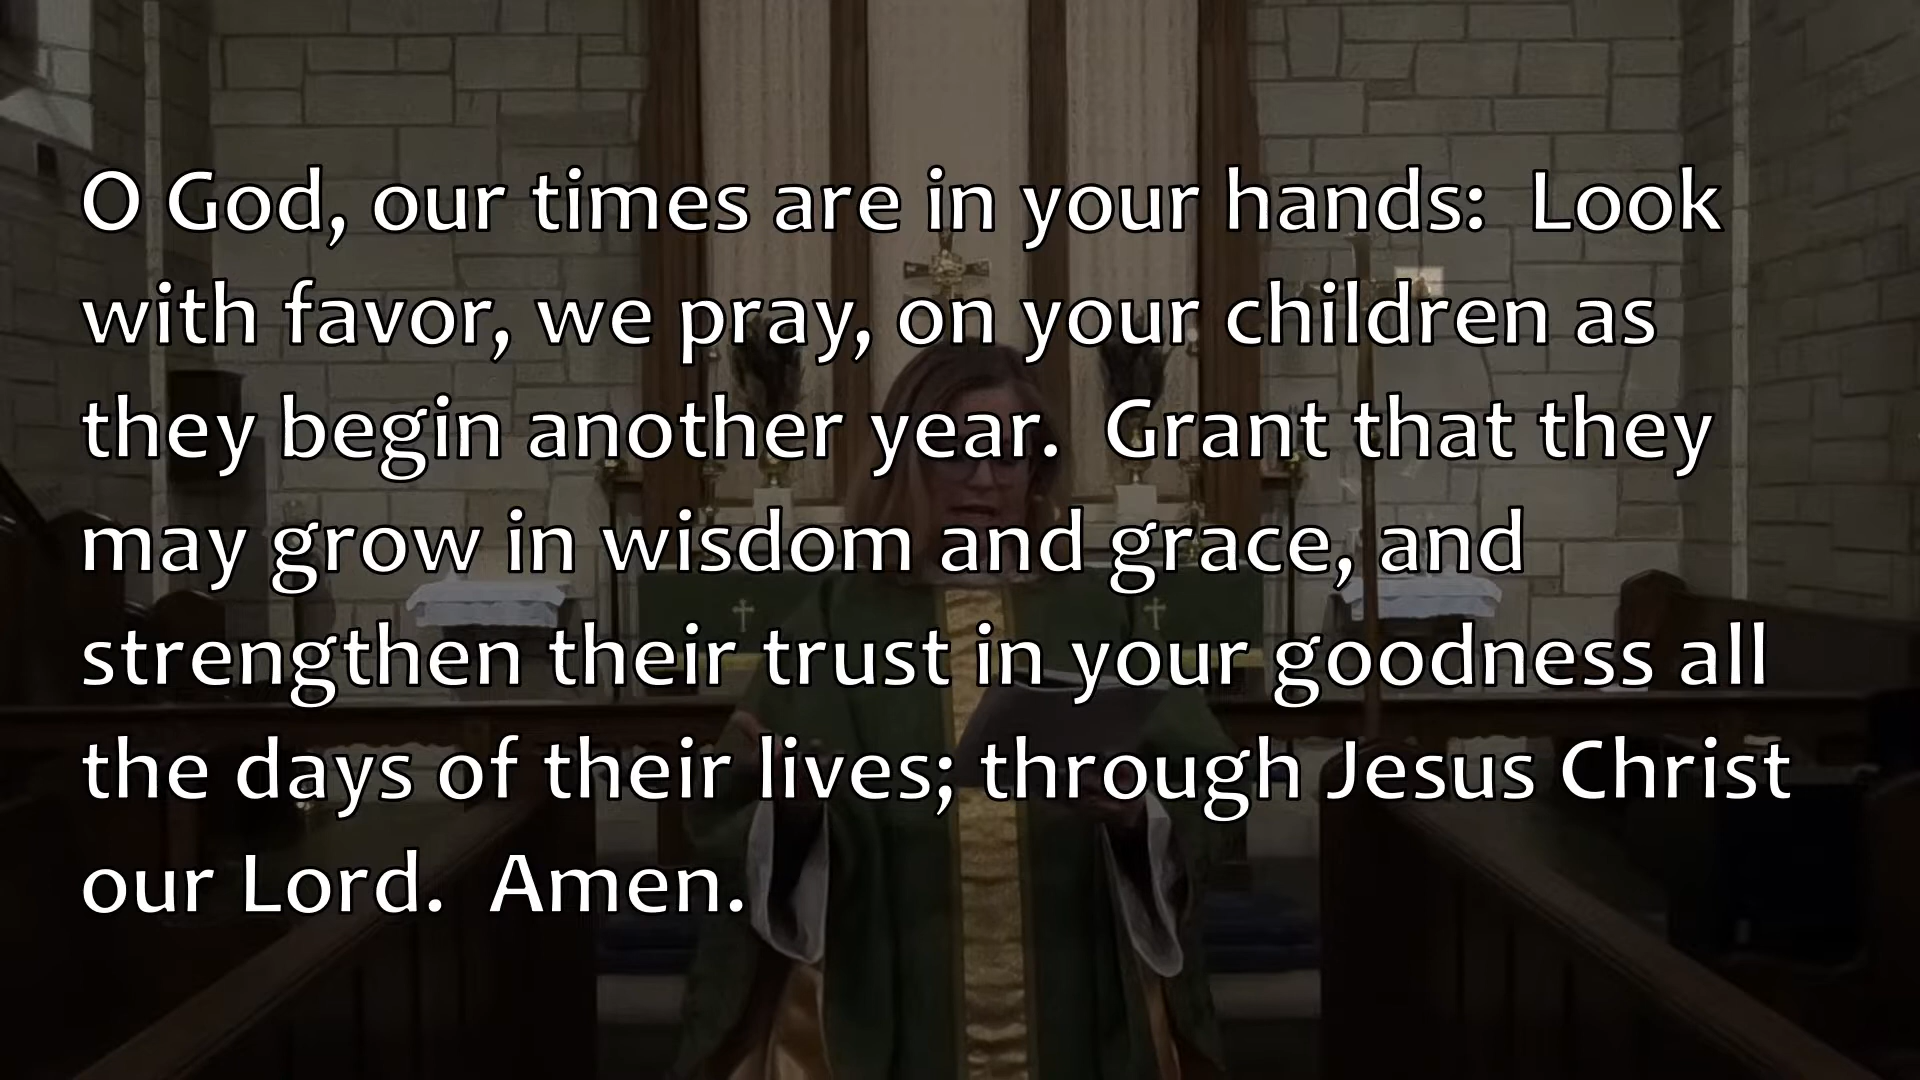 O God, our times are in your hands:  Look
with favor, we pray, on your children as
they begin another year.  Grant that they
may grow in wisdom and grace, and
strengthen their trust in your goodness all
the days of their lives; through Jesus Christ
our Lord.  Amen.